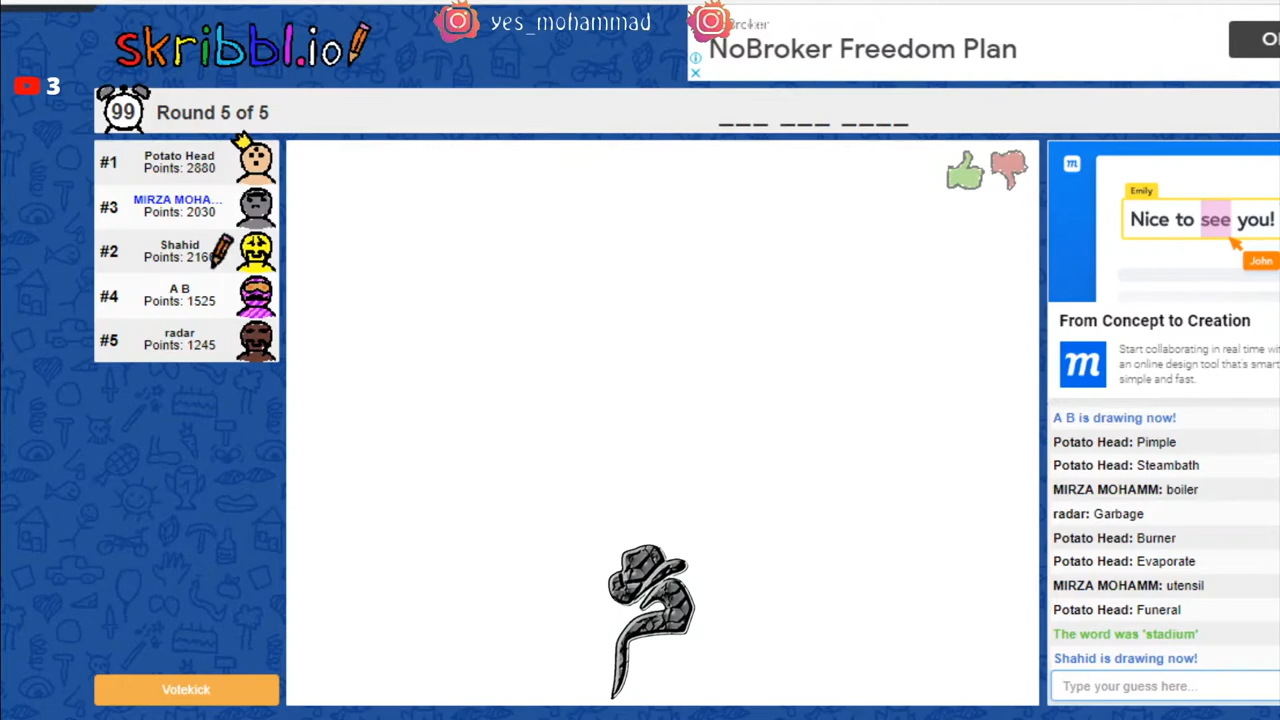 yes_mohammad
skribbl.io
NoBroker Freedom Plan
3
99
Round 5 of 5
___ ___ ____
#1
Potato Head
Points: 2880
#3
MIRZA MOHA...
Points: 2030
#2
Shahid
Points: 216
#4
A B
Points: 1525
#5
radar
Points: 1245
Votekick
m
Emily
Nice to see you!
John
From Concept to Creation
m
Start collaborating in real time wi
an online design tool that's smart
simple and fast.
A B is drawing now!
Potato Head: Pimple
Potato Head: Steambath
MIRZA MOHAMM: boiler
radar: Garbage
Potato Head: Burner
Potato Head: Evaporate
MIRZA MOHAMM: utensil
Potato Head: Funeral
The word was 'stadium'
Shahid is drawing now!
Type your guess here...